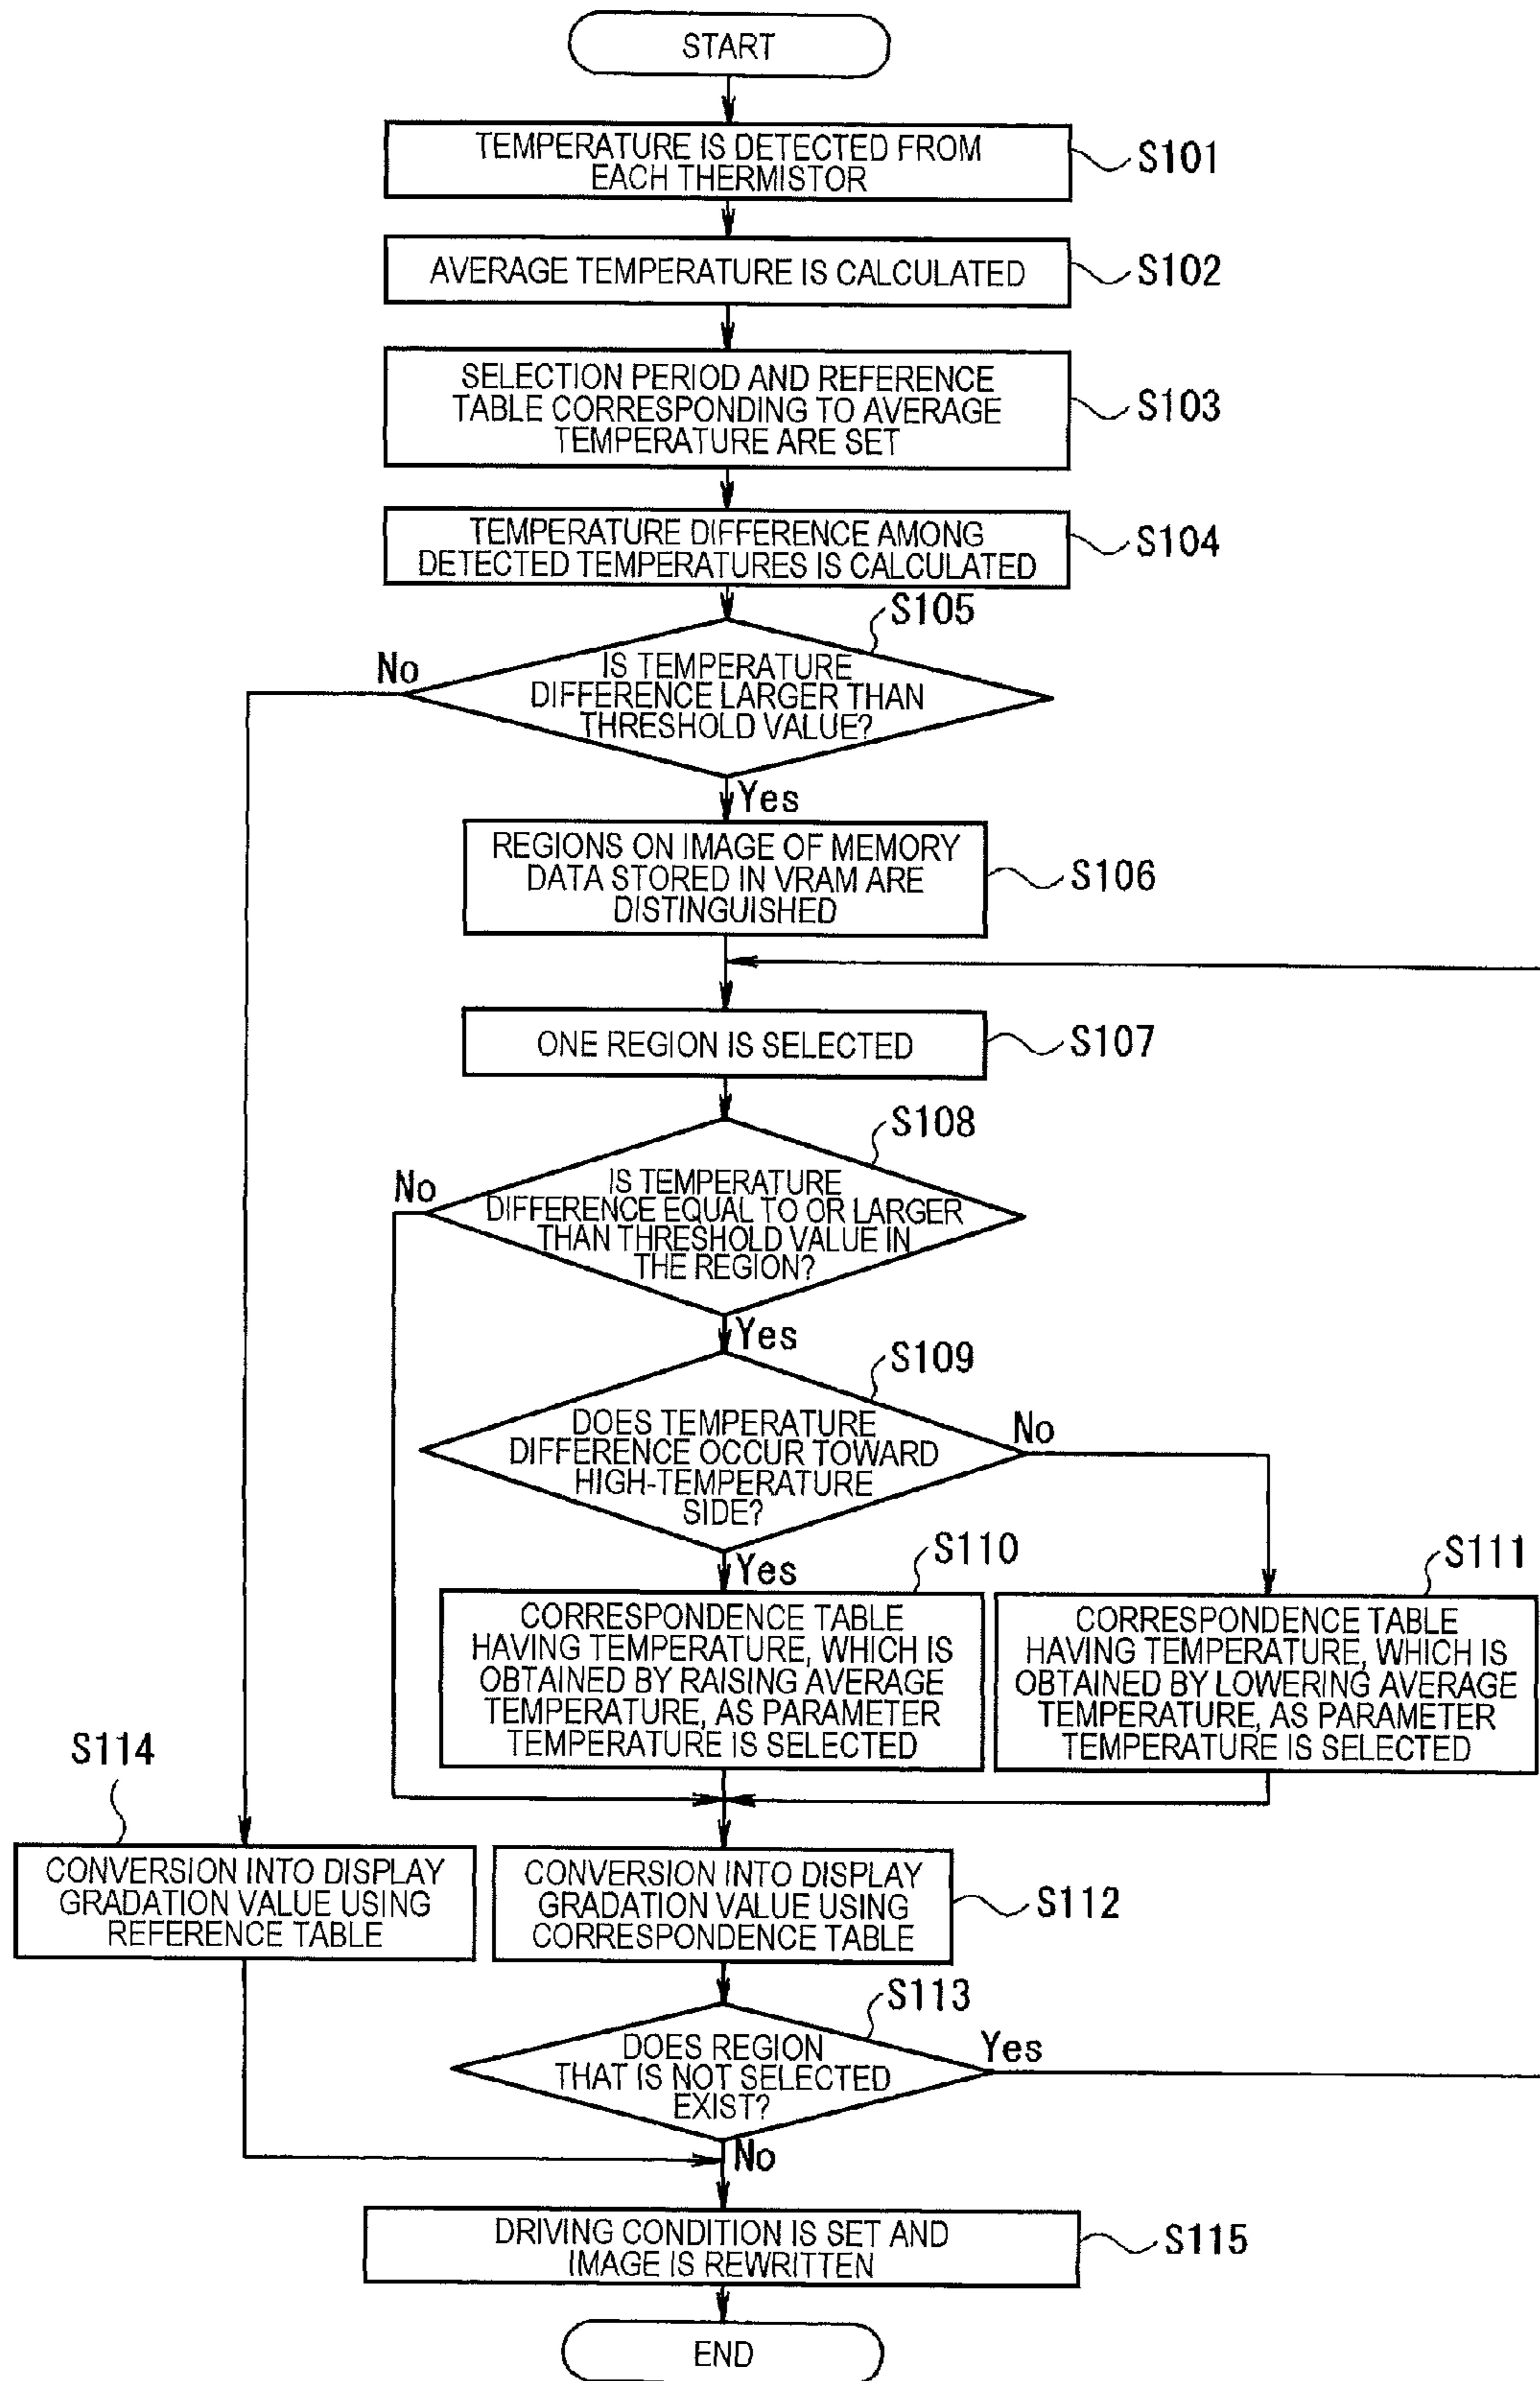 START
TEMPERATURE IS DETECTED FROM
EACH THERMISTOR
S101
AVERAGE TEMPERATURE IS CALCULATED
S102
SELECTION PERIOD AND REFERENCE
TABLE CORRESPONDING TO AVERAGE
TEMPERATURE ARE SET
S103
TEMPERATURE DIFFERENCE AMONG
DETECTED TEMPERATURES IS CALCULATED
S104
S105
No
IS TEMPERATURE
DIFFERENCE LARGER THAN
THRESHOLD VALUE?
Yes
REGIONS ON IMAGE OF MEMORY
DATA STORED IN VRAM ARE
DISTINGUISHED
S106
ONE REGION IS SELECTED
S107
S108
No
IS TEMPERATURE
DIFFERENCE EQUAL TO OR LARGER
THAN THRESHOLD VALUE IN
THE REGION?
Yes
S109
DOES TEMPERATURE
DIFFERENCE OCCUR TOWARD
HIGH-TEMPERATURE
SIDE?
No
Yes
S110
CORRESPONDENCE TABLE
HAVING TEMPERATURE, WHICH IS
OBTAINED BY RAISING AVERAGE
TEMPERATURE, AS PARAMETER
TEMPERATURE IS SELECTED
S111
CORRESPONDENCE TABLE
HAVING TEMPERATURE, WHICH IS
OBTAINED BY LOWERING AVERAGE
TEMPERATURE, AS PARAMETER
TEMPERATURE IS SELECTED
S114
CONVERSION INTO DISPLAY
GRADATION VALUE USING
REFERENCE TABLE
CONVERSION INTO DISPLAY
GRADATION VALUE USING
CORRESPONDENCE TABLE
S112
S113
DOES REGION
THAT IS NOT SELECTED
EXIST?
Yes
No
DRIVING CONDITION IS SET AND
IMAGE IS REWRITTEN
S115
END